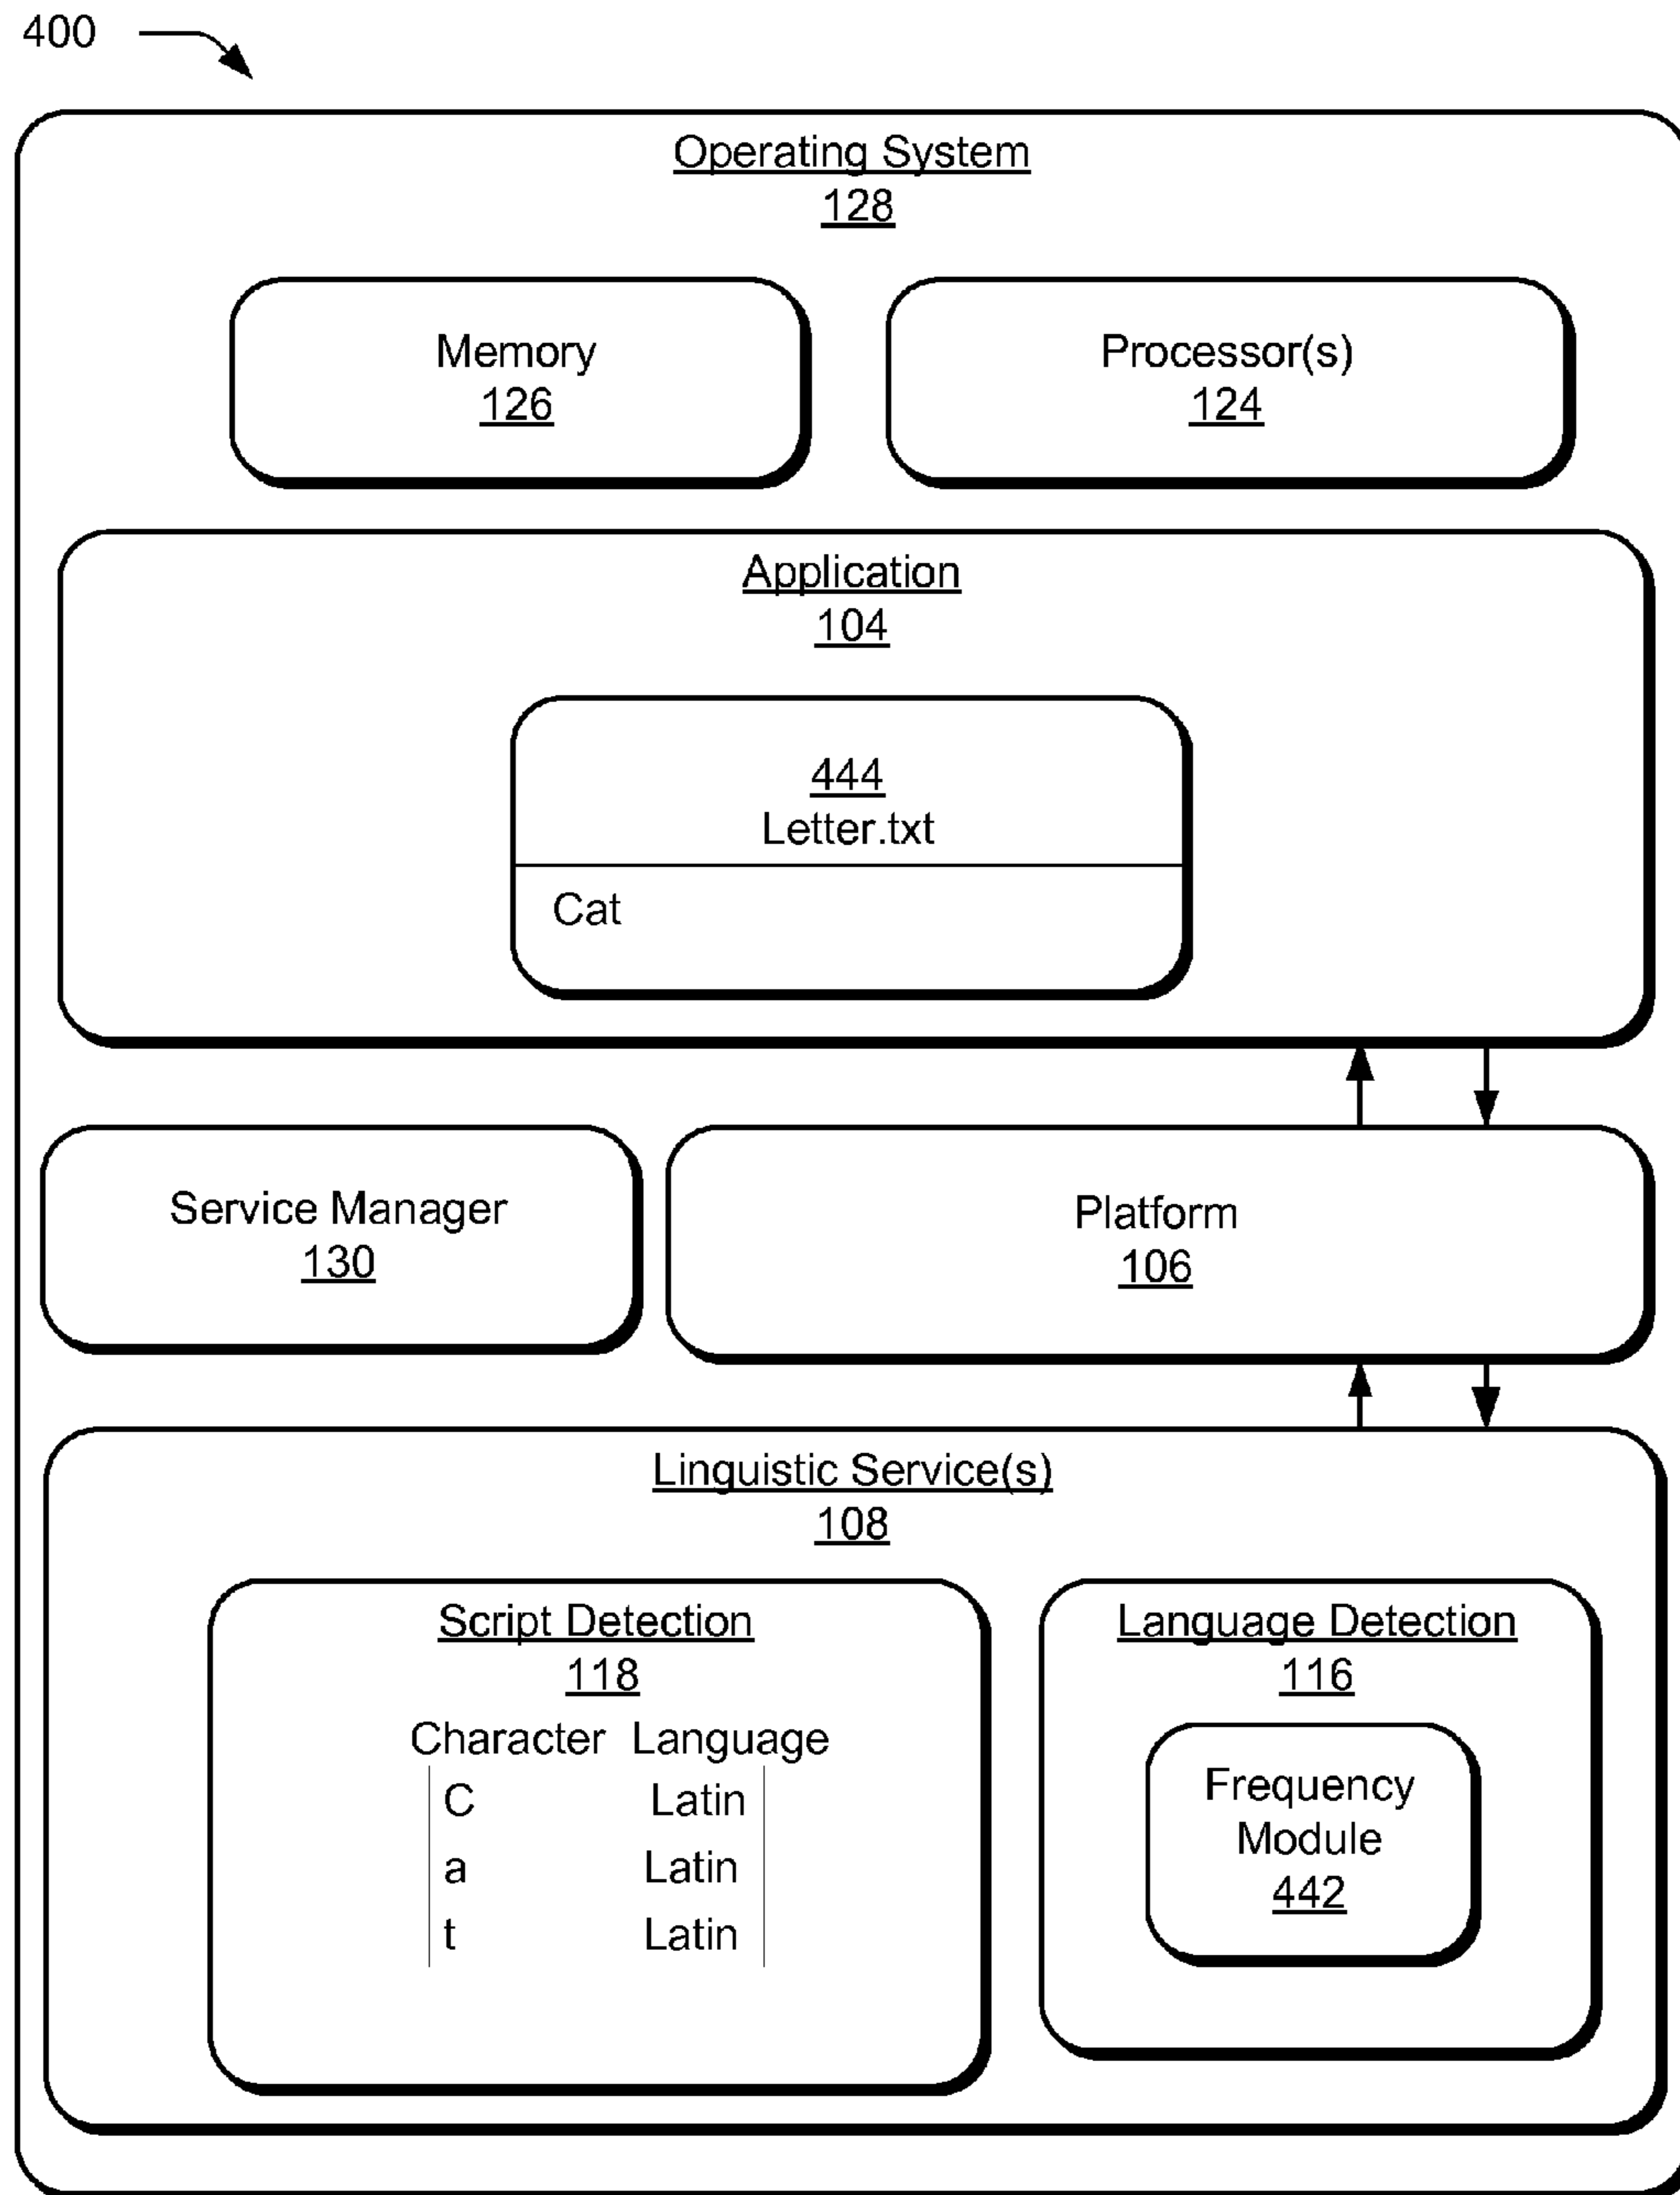 400
Operating System
128
Memory
126
Processor(s)
124
Application
104
444
Letter.txt
Cat
Service Manager
130
Platform
106
Linguistic Service(s)
108
Script Detection
118
Character Language
C Latin
a Latin
t Latin
Language Detection
116
Frequency
Module
442